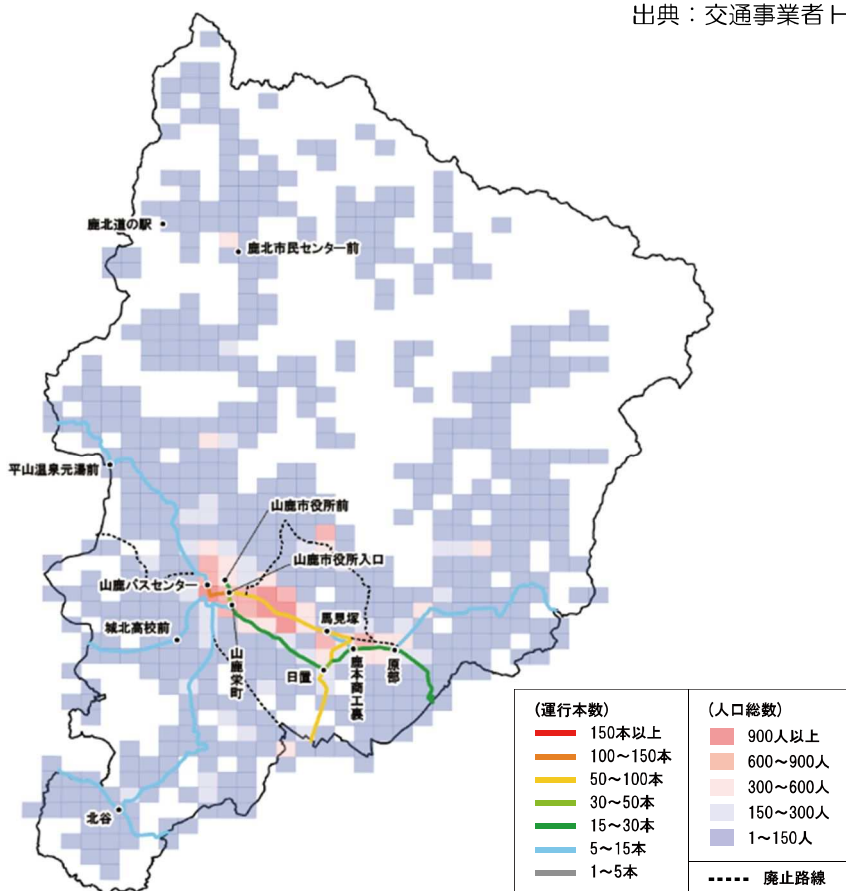 出典：交通事業者H
鹿北道の駅
鹿北市民センター前
平山温泉元湯前
山鹿市役所前
山鹿市役所入口
山鹿バスセンター
馬見塚
城北高校前
山鹿栄町
日置
鹿本商工裏
原部
北谷
(運行本数)
150本以上
100～150本
50～100本
30～50本
15～30本
5～15本
1～5本
(人口総数)
900人以上
600～900人
300～600人
150～300人
1～150人
廃止路線